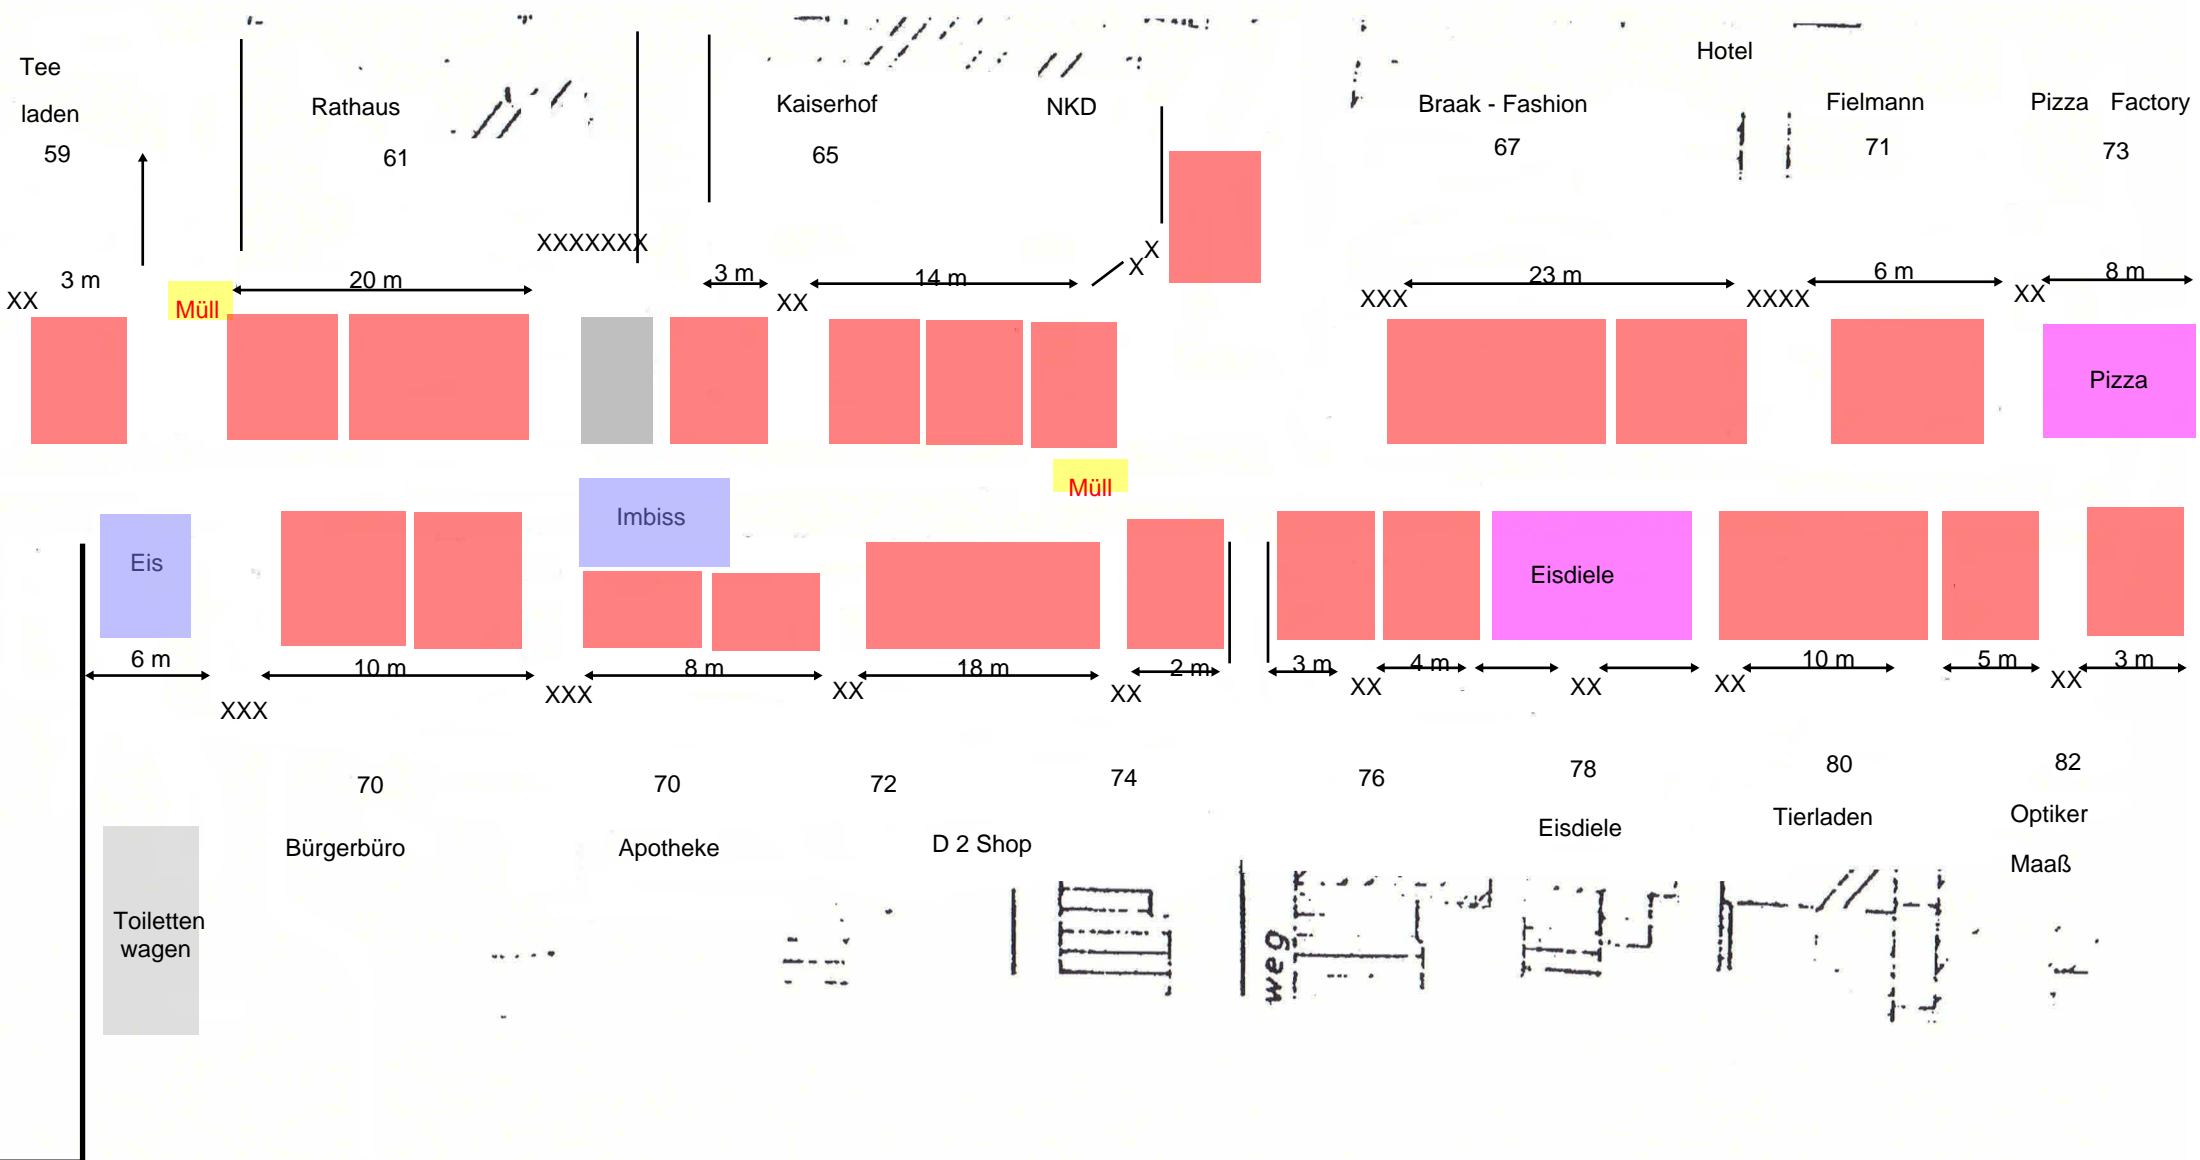 Hotel
Tee
laden
59
Rathaus
61
Kaiserhof
65
NKD
Braak - Fashion
67
Fielmann
71
Pizza Factory
73
XXXXXXX
X
X
3 m
XX
Müll
20 m
3 m
XX
14 m
XXX
23 m
XXXX
6 m
XX
8 m
Pizza
Müll
Eis
Imbiss
Eisdiele
6 m
XXX
10 m
XXX
8 m
XX
18 m
XX
2 m
3 m
XX
4 m
XX
XX
10 m
5 m
XX
3 m
70
70
72
74
76
78
80
82
Bürgerbüro
Apotheke
D 2 Shop
Eisdiele
Tierladen
Optiker
Maaß
Toiletten
wagen
weg